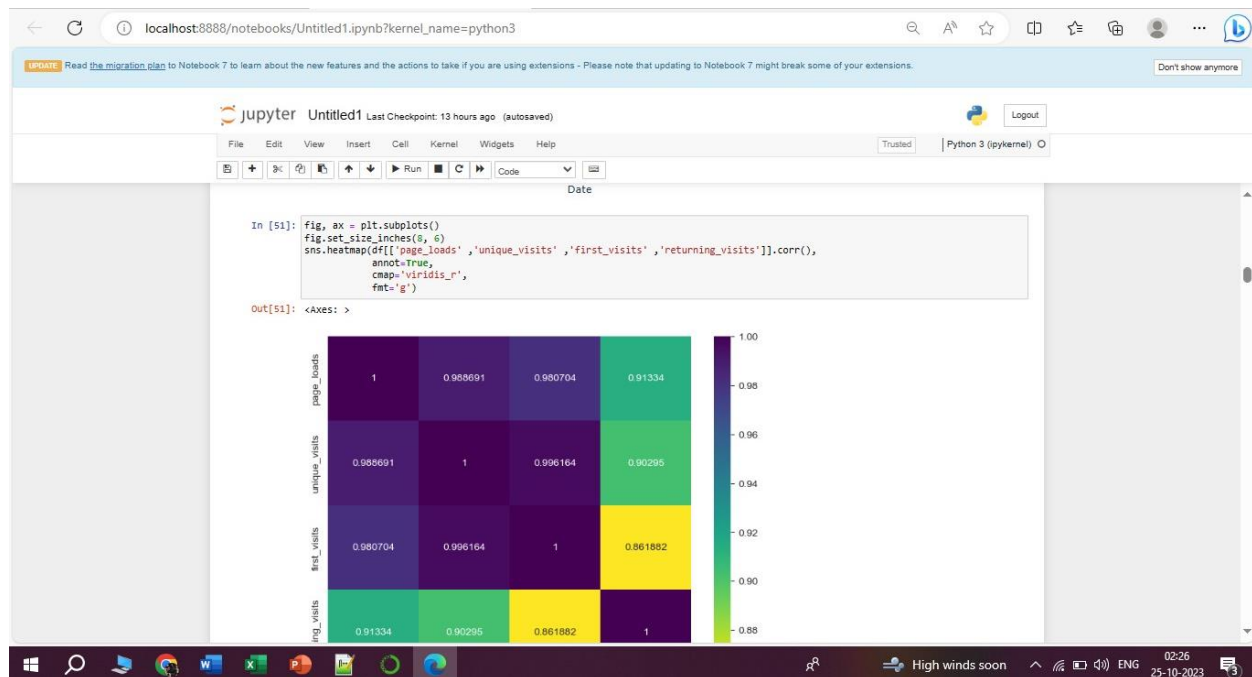 localhost:8888/notebooks/Untitled1.ipynb?kernel_name=python3
UPDATE Read the migration plan to Notebook 7 to learn about the new features and the actions to take if you are using extensions - Please note that updating to Notebook 7 might break some of your extensions.
Don't show anymore
jupyter Untitled1 Last Checkpoint: 13 hours ago (autosaved)
Logout
File Edit View Insert Cell Kernel Widgets Help
Trusted
Python 3 (ipykernel)
Run
Code
Date
In [51]: fig, ax = plt.subplots()
fig.set_size_inches(8, 6)
sns.heatmap(df[['page_loads' ,'unique_visits' ,'first_visits' ,'returning_visits']].corr(),
annot=True,
cmap='viridis_r',
fmt='g')
Out[51]: <Axes: >
page_loads
1 0.988691 0.980704 0.91334
unique_visits
0.988691 1 0.996164 0.90295
first_visits
0.980704 0.996164 1 0.861882
ing_visits
0.91334 0.90295 0.861882 1
1.00
0.98
0.96
0.94
0.92
0.90
0.88
High winds soon
ENG
02:26
25-10-2023
3